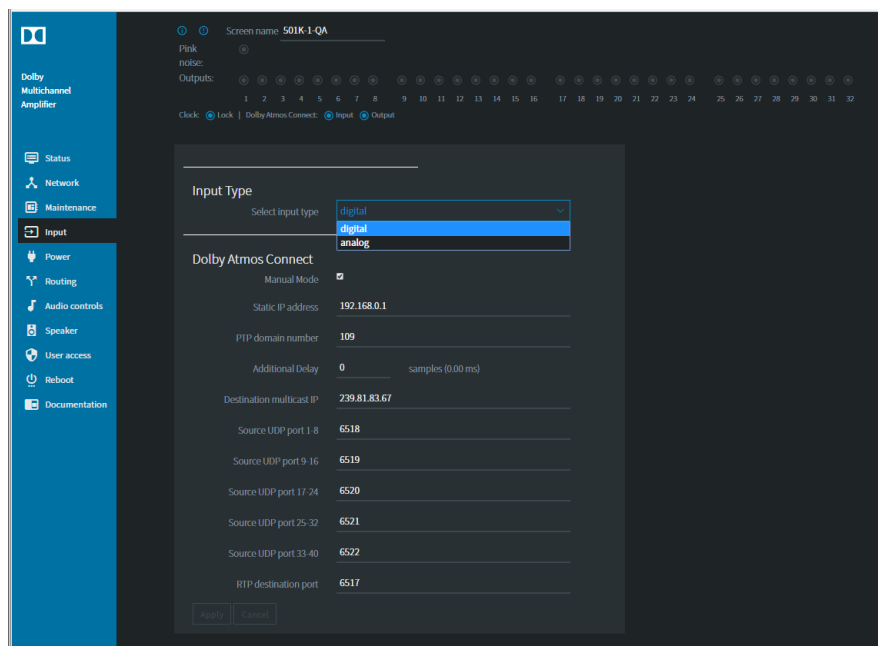 Screen name 501K-1-QA
Pink
noise:
Outputs:
1 2 3 4 5 6 7 8 9 10 11 12 13 14 15 16 17 18 19 20 21 22 23 24 25 26 27 28 29 30 31 32
Clock: Lock | Dolby Atmos Connect: Input Output
Dolby
Multichannel
Amplifier
Status
Network
Maintenance
Input
Power
Routing
Audio controls
Speaker
User access
Reboot
Documentation
Input Type
Select input type digital
digital
analog
Dolby Atmos Connect
Manual Mode
Static IP address 192.168.0.1
PTP domain number 109
Additional Delay 0 samples (0.00 ms)
Destination multicast IP 239.81.83.67
Source UDP port 1-8 6518
Source UDP port 9-16 6519
Source UDP port 17-24 6520
Source UDP port 25-32 6521
Source UDP port 33-40 6522
RTP destination port 6517
Apply Cancel